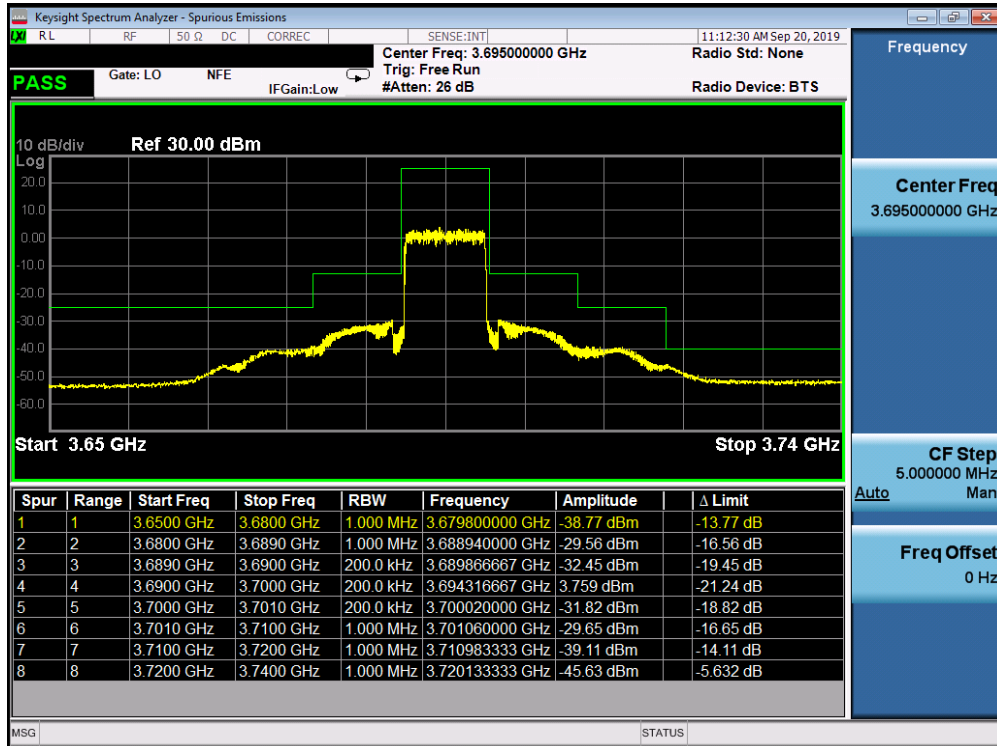 Keysight Spectrum Analyzer - Spurious Emissions
LXI RL RF 50 Ω DC CORREC SENSE:INT 11:12:30 AM Sep 20, 2019
Center Freq: 3.695000000 GHz Radio Std: None
PASS Gate: LO NFE Trig: Free Run
IFGain:Low #Atten: 26 dB Radio Device: BTS
Frequency
10 dB/div Ref 30.00 dBm
Log
20.0
10.0
0.00
-10.0
-20.0
-30.0
-40.0
-50.0
-60.0
Start 3.65 GHz Stop 3.74 GHz
Center Freq
3.695000000 GHz
CF Step
5.000000 MHz
Auto Man
Freq Offset
0 Hz
Spur Range Start Freq Stop Freq RBW Frequency Amplitude Δ Limit
1 1 3.6500 GHz 3.6800 GHz 1.000 MHz 3.679800000 GHz -38.77 dBm -13.77 dB
2 2 3.6800 GHz 3.6890 GHz 1.000 MHz 3.688940000 GHz -29.56 dBm -16.56 dB
3 3 3.6890 GHz 3.6900 GHz 200.0 kHz 3.689866667 GHz -32.45 dBm -19.45 dB
4 4 3.6900 GHz 3.7000 GHz 200.0 kHz 3.694316667 GHz 3.759 dBm -21.24 dB
5 5 3.7000 GHz 3.7010 GHz 200.0 kHz 3.700020000 GHz -31.82 dBm -18.82 dB
6 6 3.7010 GHz 3.7100 GHz 1.000 MHz 3.701060000 GHz -29.65 dBm -16.65 dB
7 7 3.7100 GHz 3.7200 GHz 1.000 MHz 3.710983333 GHz -39.11 dBm -14.11 dB
8 8 3.7200 GHz 3.7400 GHz 1.000 MHz 3.720133333 GHz -45.63 dBm -5.632 dB
MSG STATUS